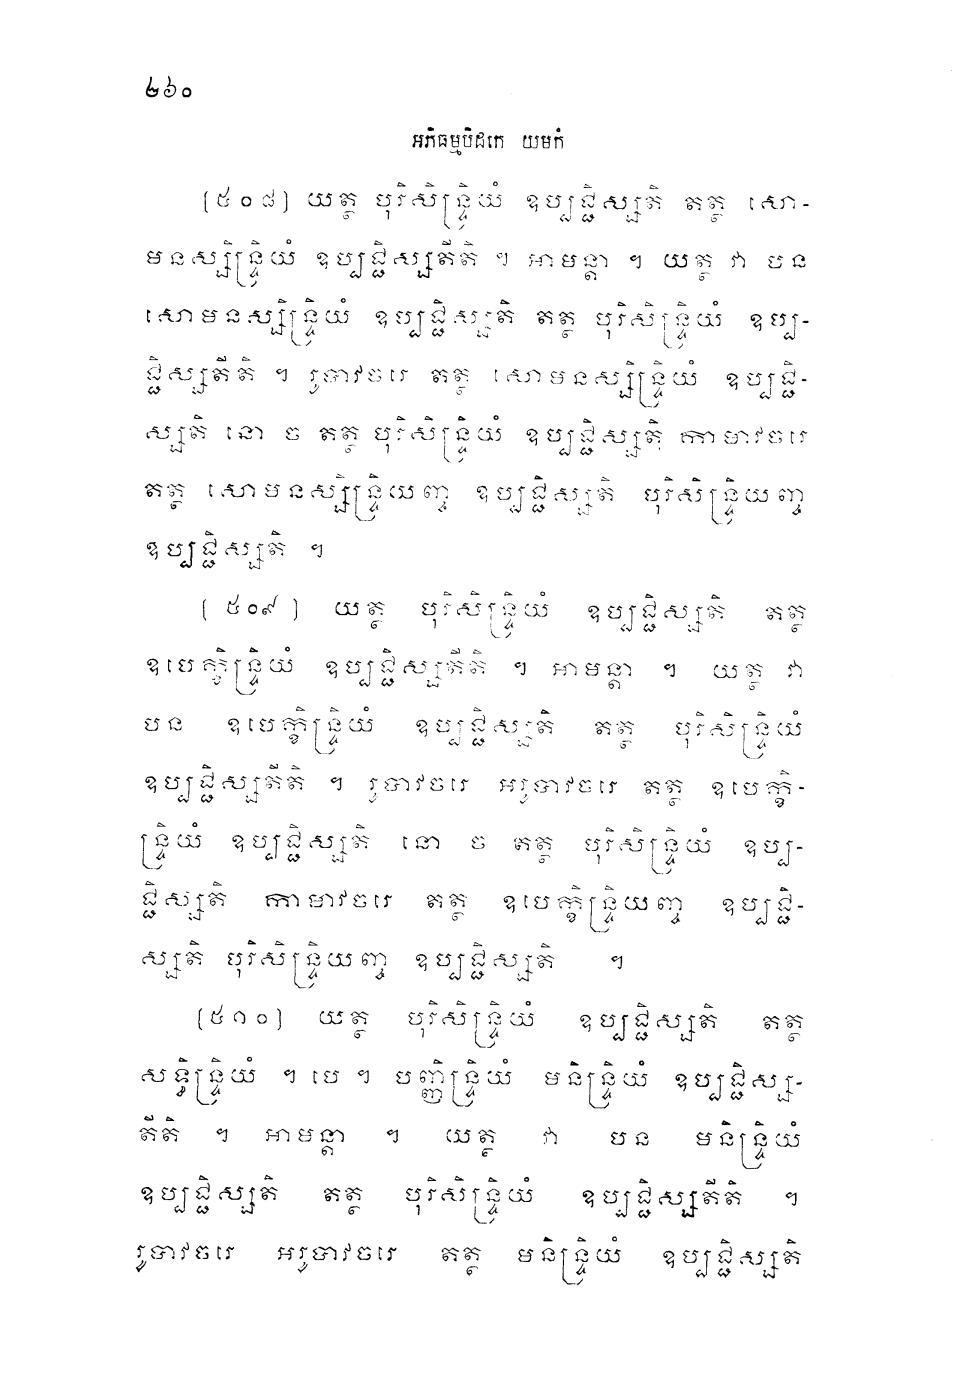 ២៦០
អភិធម្មបិដកេ យមកំ
[៥០៨] យត្ថ បុរិសិន្ទ្រិយំ ឧប្បជ្ជិស្សតិ តត្ថ សោ-
មនស្សិន្ទ្រិយំ ឧប្បជ្ជិស្សតីតិ ។ អាមន្តា ។ យត្ថ វា បន
សោមនស្សិន្ទ្រិយំ ឧប្បជ្ជិស្សតិ តត្ថ បុរិសិន្ទ្រិយំ ឧប្ប-
ជ្ជិស្សតីតិ ។ រូបាវចរេ តត្ថ សោមនស្សិន្ទ្រិយំ ឧប្បជ្ជិ-
ស្សតិ នោ ច តត្ថ បុរិសិន្ទ្រិយំ ឧប្បជ្ជិស្សតិ កាមាវចរេ
តត្ថ សោមនស្សិន្ទ្រិយញ្ច ឧប្បជ្ជិស្សតិ បុរិសិន្ទ្រិយញ្ច
ឧប្បជ្ជិស្សតិ ។
[៥០៩] យត្ថ បុរិសិន្ទ្រិយំ ឧប្បជ្ជិស្សតិ តត្ថ
ឧបេក្ខិន្ទ្រិយំ ឧប្បជ្ជិស្សតីតិ ។ អាមន្តា ។ យត្ថ វា
បន ឧបេក្ខិន្ទ្រិយំ ឧប្បជ្ជិស្សតិ តត្ថ បុរិសិន្ទ្រិយំ
ឧប្បជ្ជិស្សតីតិ ។ រូបាវចរេ អរូបាវចរេ តត្ថ ឧបេក្ខិ-
ន្ទ្រិយំ ឧប្បជ្ជិស្សតិ នោ ច តត្ថ បុរិសិន្ទ្រិយំ ឧប្ប-
ជ្ជិស្សតិ កាមាវចរេ តត្ថ ឧបេក្ខិន្ទ្រិយញ្ច ឧប្បជ្ជិ-
ស្សតិ បុរិសិន្ទ្រិយញ្ច ឧប្បជ្ជិស្សតិ ។
[៥១០] យត្ថ បុរិសិន្ទ្រិយំ ឧប្បជ្ជិស្សតិ តត្ថ
សទ្ធិន្ទ្រិយំ ។ បេ ។ បញ្ញិន្ទ្រិយំ មនិន្ទ្រិយំ ឧប្បជ្ជិស្ស-
តីតិ ។ អាមន្តា ។ យត្ថ វា បន មនិន្ទ្រិយំ
ឧប្បជ្ជិស្សតិ តត្ថ បុរិសិន្ទ្រិយំ ឧប្បជ្ជិស្សតីតិ ។
រូបាវចរេ អរូបាវចរេ តត្ថ មនិន្ទ្រិយំ ឧប្បជ្ជិស្សតិ